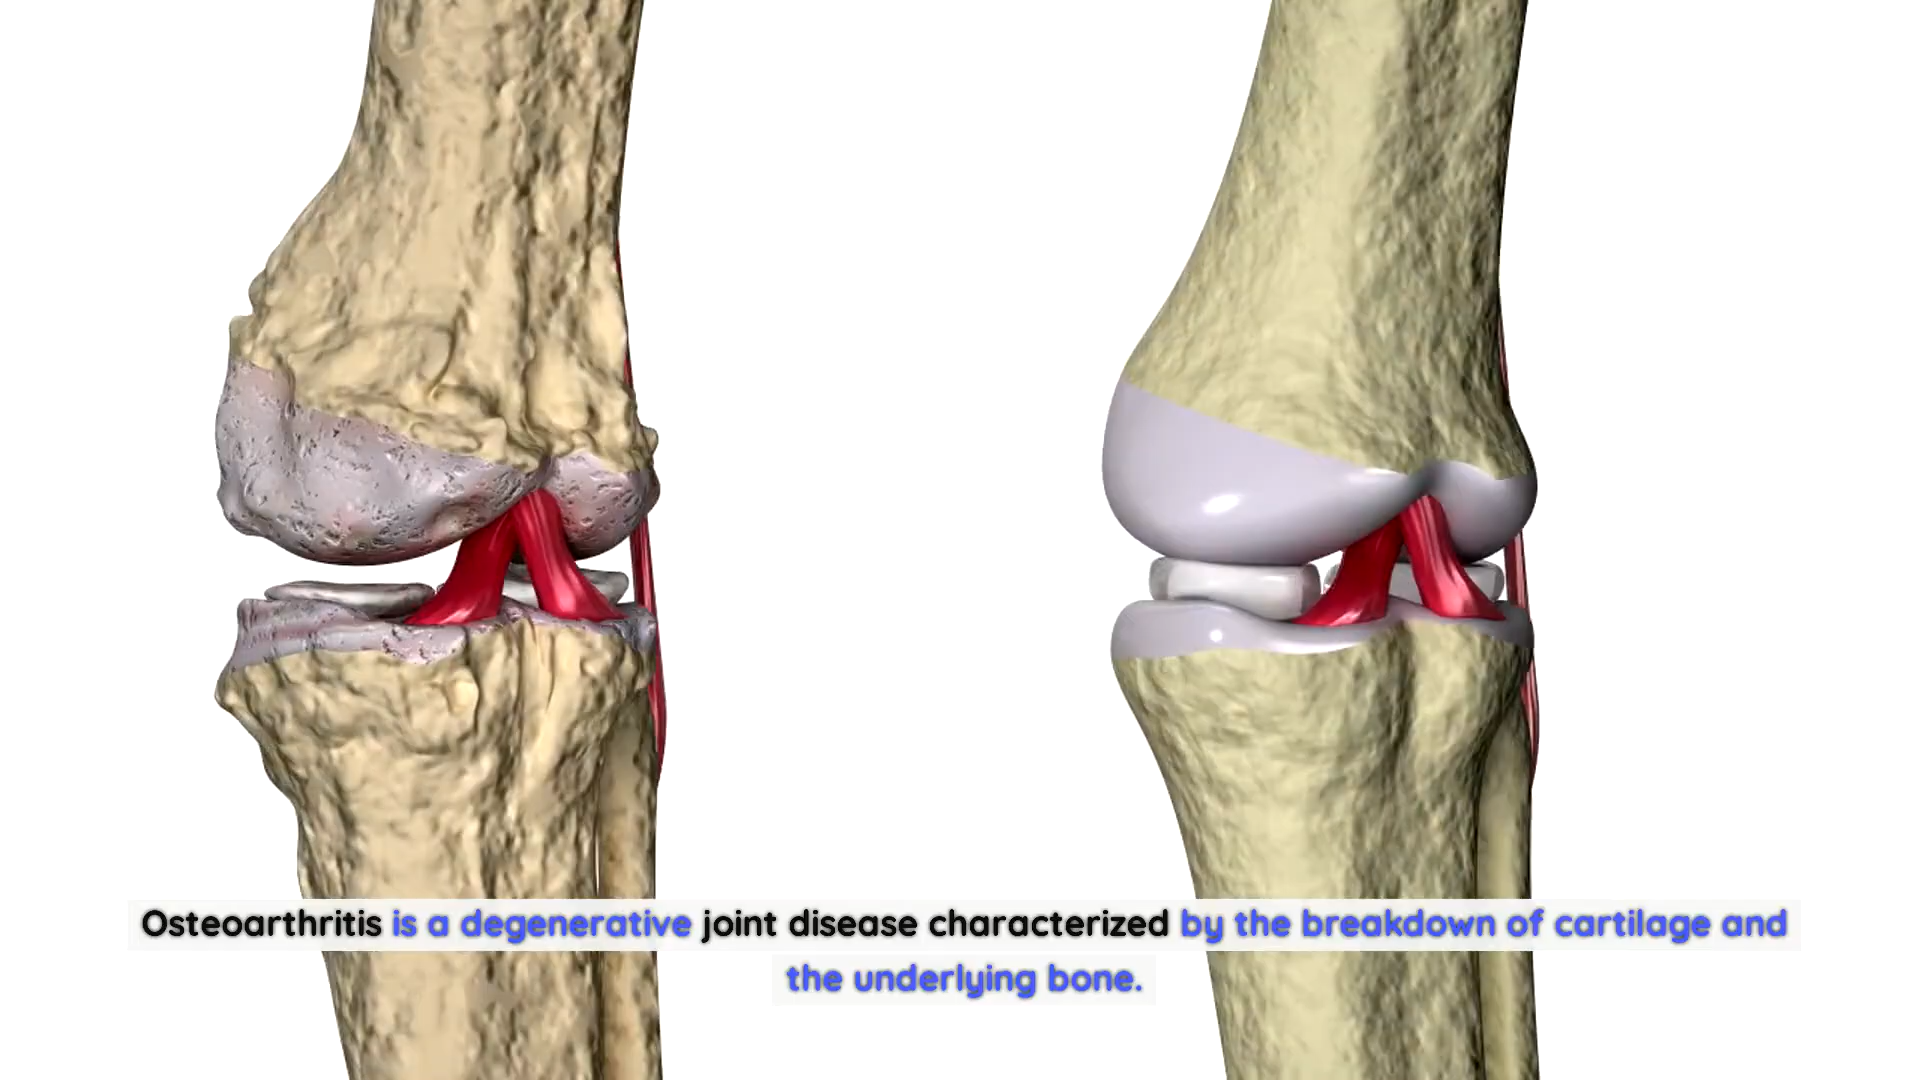 Osteoarthritis is a degenerative joint disease characterized by the breakdown of cartilage and
the underlying bone.